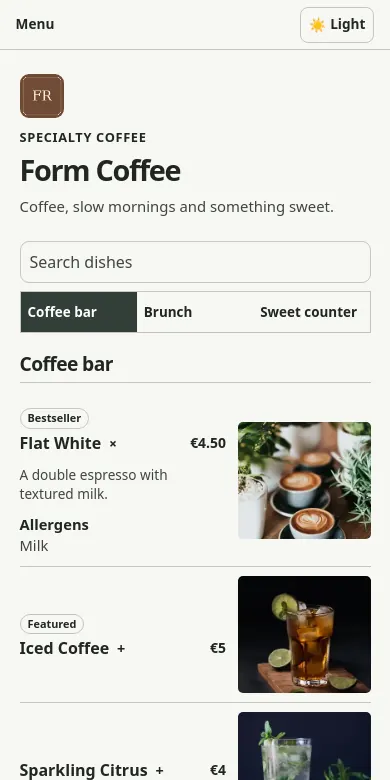 Menu
☀️ Light
FR
SPECIALTY COFFEE
Form Coffee
Coffee, slow mornings and something sweet.
Search dishes
Coffee bar
Brunch
Sweet counter
Coffee bar
Bestseller
Flat White × €4.50
A double espresso with
textured milk.
Allergens
Milk
Featured
Iced Coffee + €5
Sparkling Citrus + €4